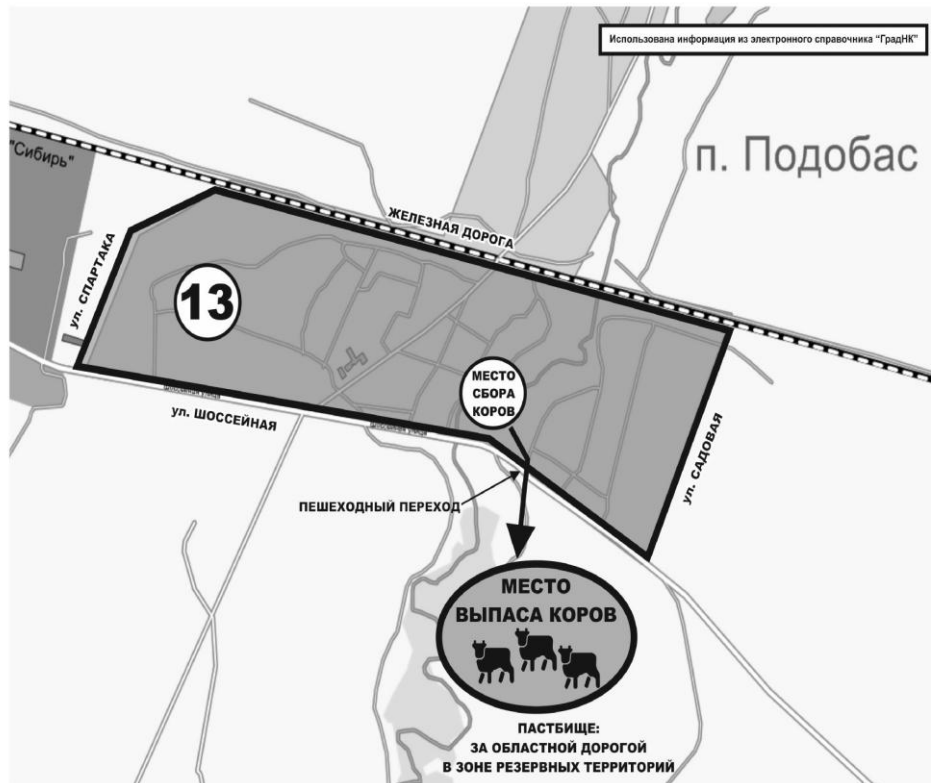 Использована информация из электронного справочника "ГрадНК"
"Сибирь"
п. Подобас
ЖЕЛЕЗНАЯ ДОРОГА
ул. СПАРТАКА
13
МЕСТО
СБОРА
КОРОВ
ул. ШОССЕЙНАЯ
ул. САДОВАЯ
ПЕШЕХОДНЫЙ ПЕРЕХОД
МЕСТО
ВЫПАСА КОРОВ
ПАСТБИЩЕ:
ЗА ОБЛАСТНОЙ ДОРОГОЙ
В ЗОНЕ РЕЗЕРВНЫХ ТЕРРИТОРИЙ